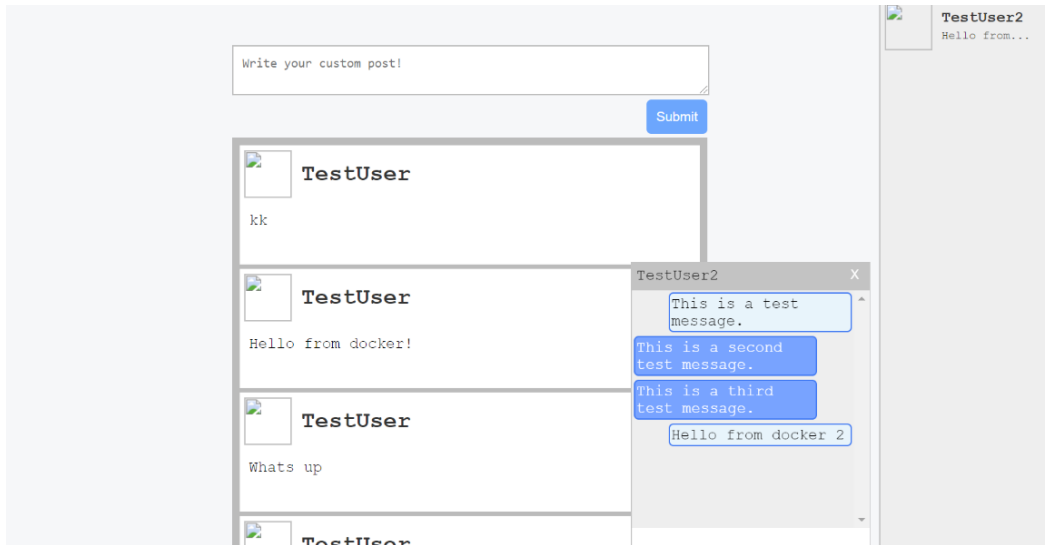 TestUser2
Hello from...
Write your custom post!
Submit
TestUser
kk
TestUser
Hello from docker!
TestUser
Whats up
TestUser
TestUser2
X
This is a test
message.
This is a second
test message.
This is a third
test message.
Hello from docker 2